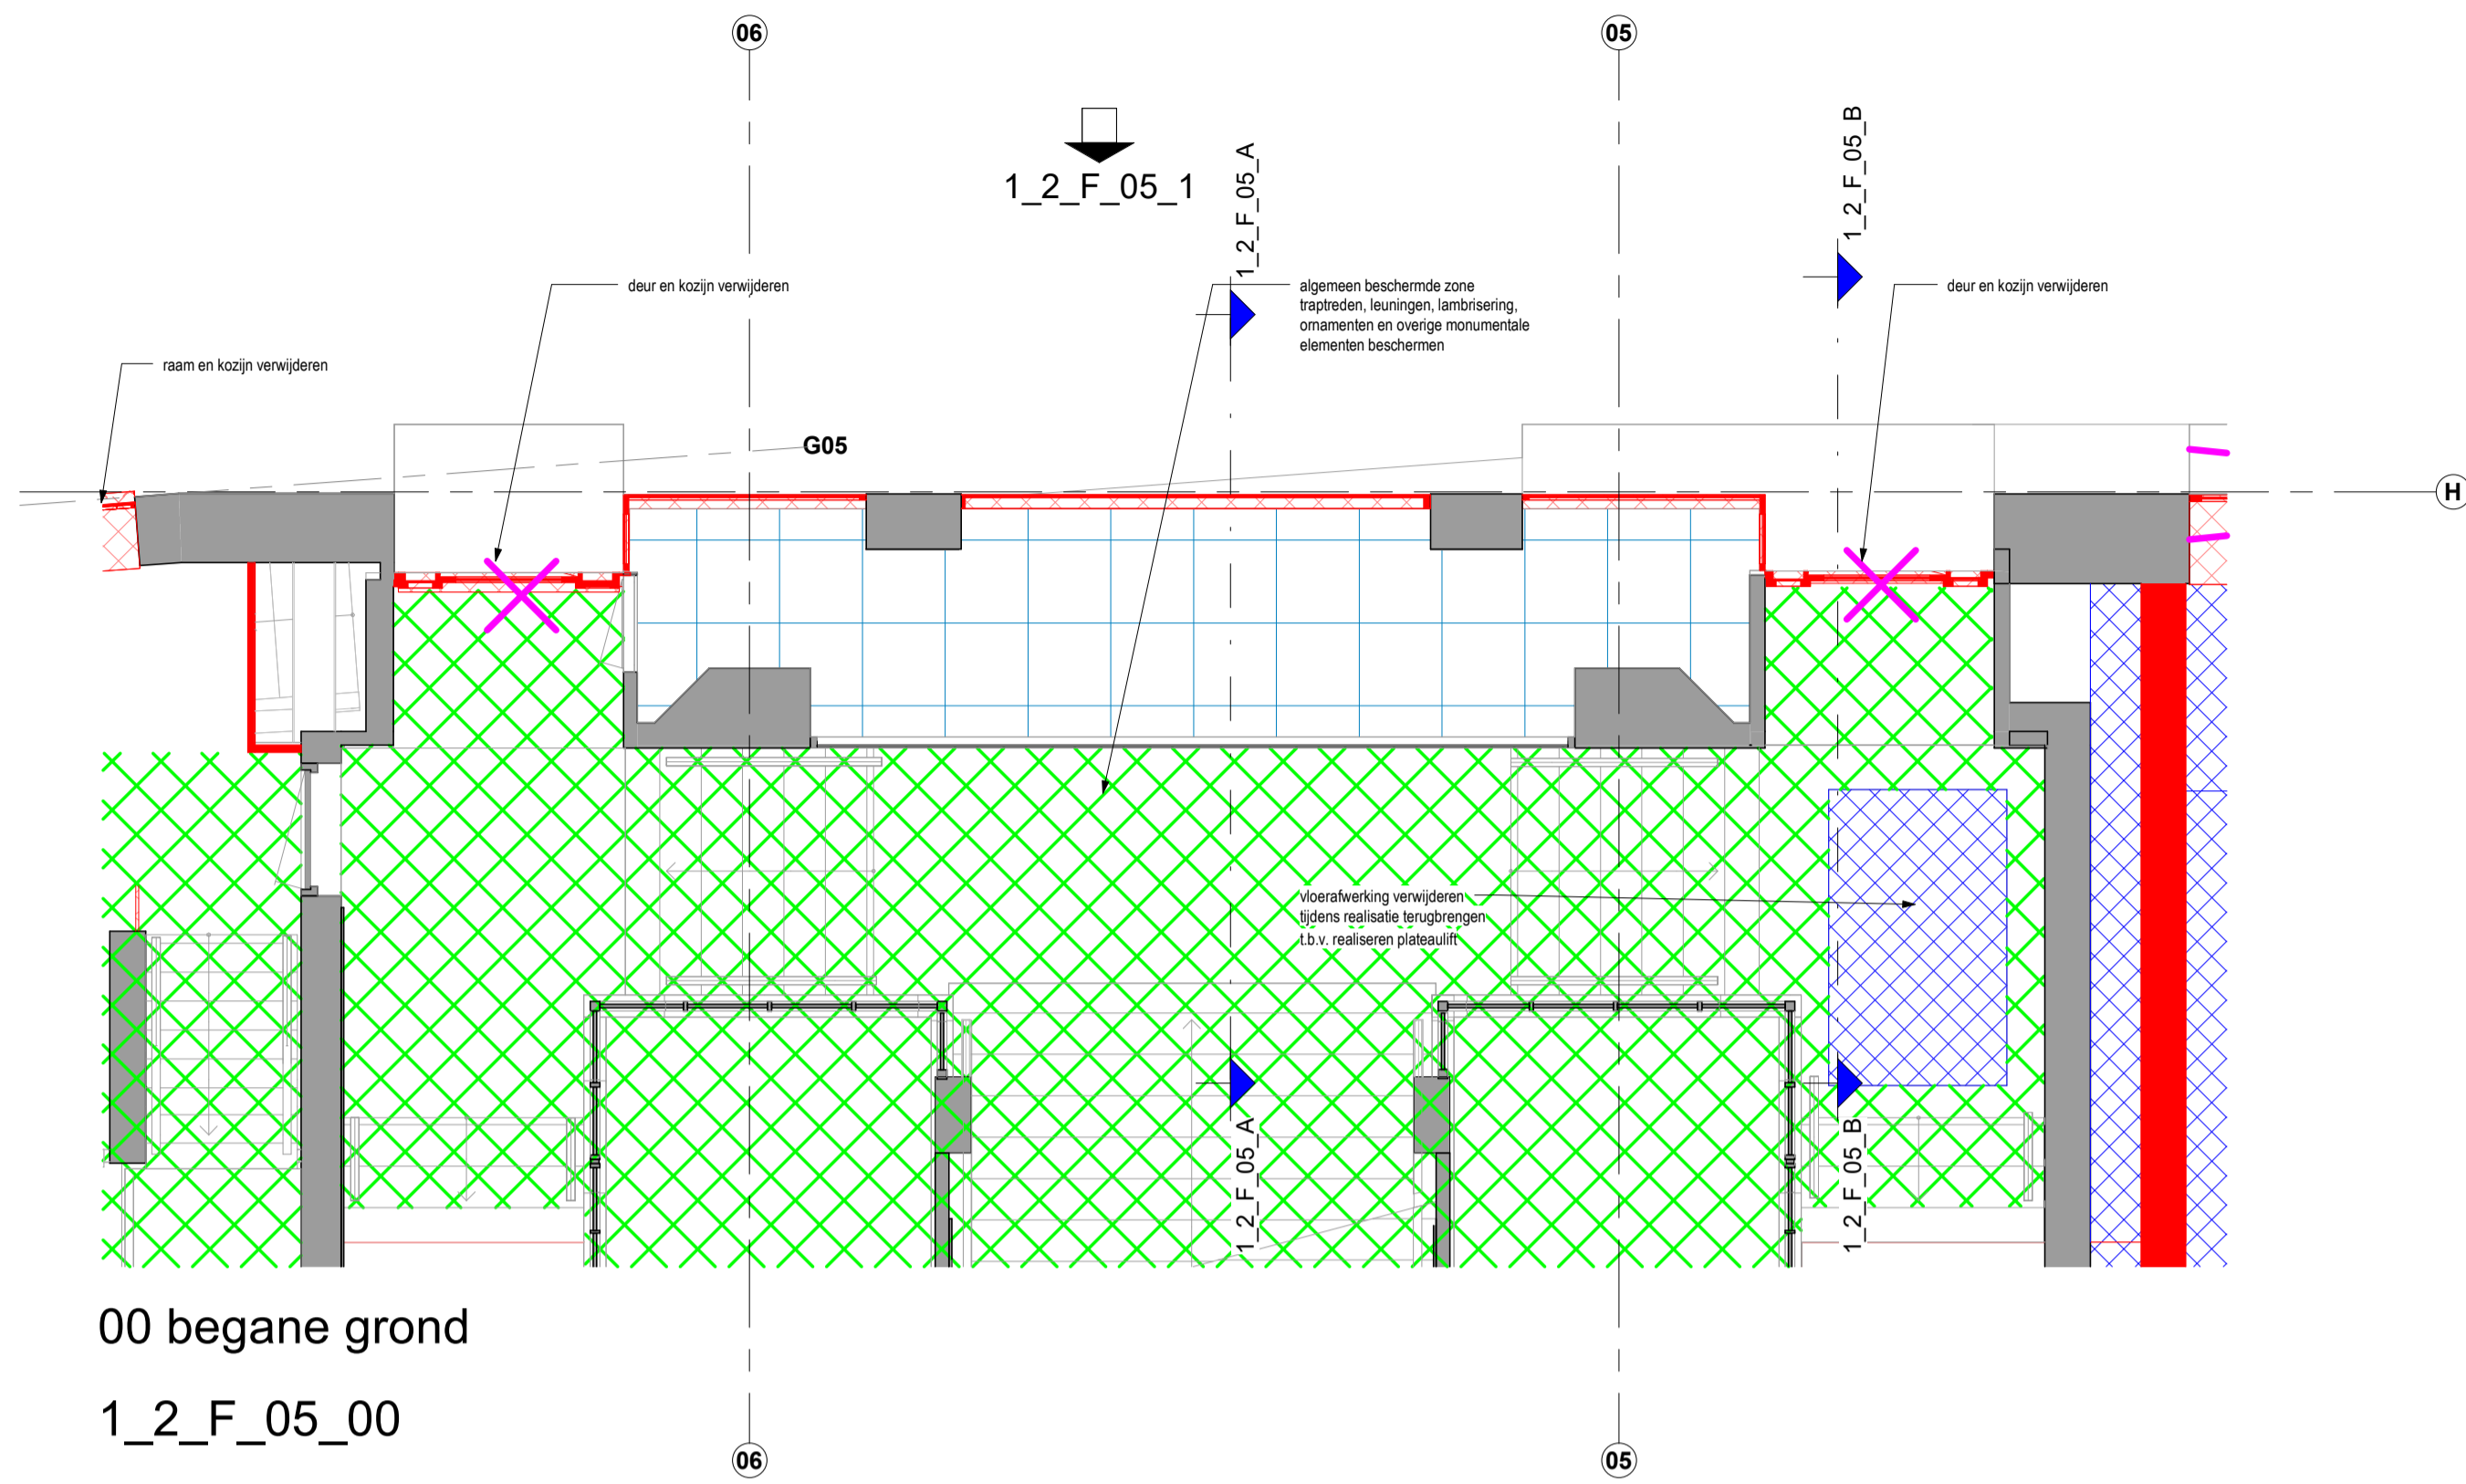 06
05
1_2_F_05_1
1_2_F_05_A
1_2_F_05_B
deur en kozijn verwijderen
algemeen beschermde zone
traptreden, leuningen, lambrisering,
ornamenten en overige monumentale
elementen beschermen
deur en kozijn verwijderen
raam en kozijn verwijderen
G05
H
vloerafwerking verwijderen
tijdens realisatie terugbrengen
t.b.v. realiseren plateaulift
1_2_F_05_A
1_2_F_05_B
00 begane grond
1_2_F_05_00
06
05